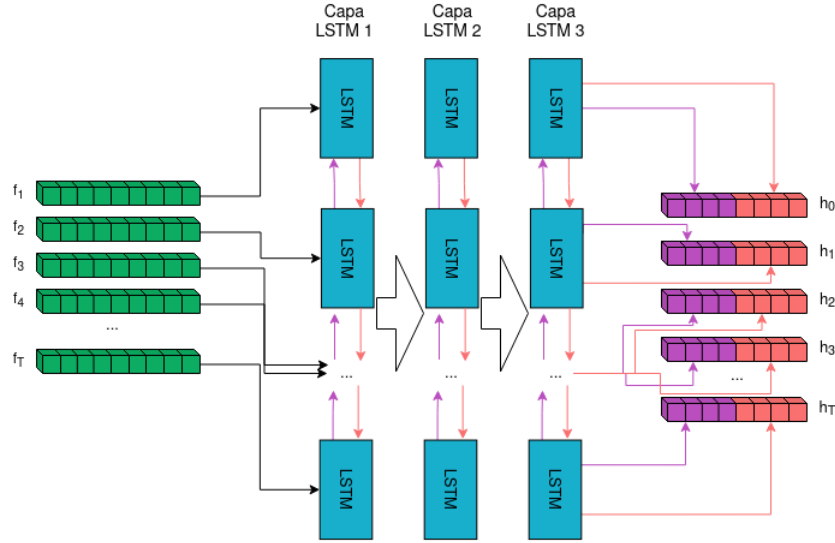 Capa
LSTM 1
Capa
LSTM 2
Capa
LSTM 3
LSTM
LSTM
LSTM
f1
f2
f3
f4
...
fT
LSTM
LSTM
LSTM
...
...
...
LSTM
LSTM
LSTM
h0
h1
h2
h3
...
hT